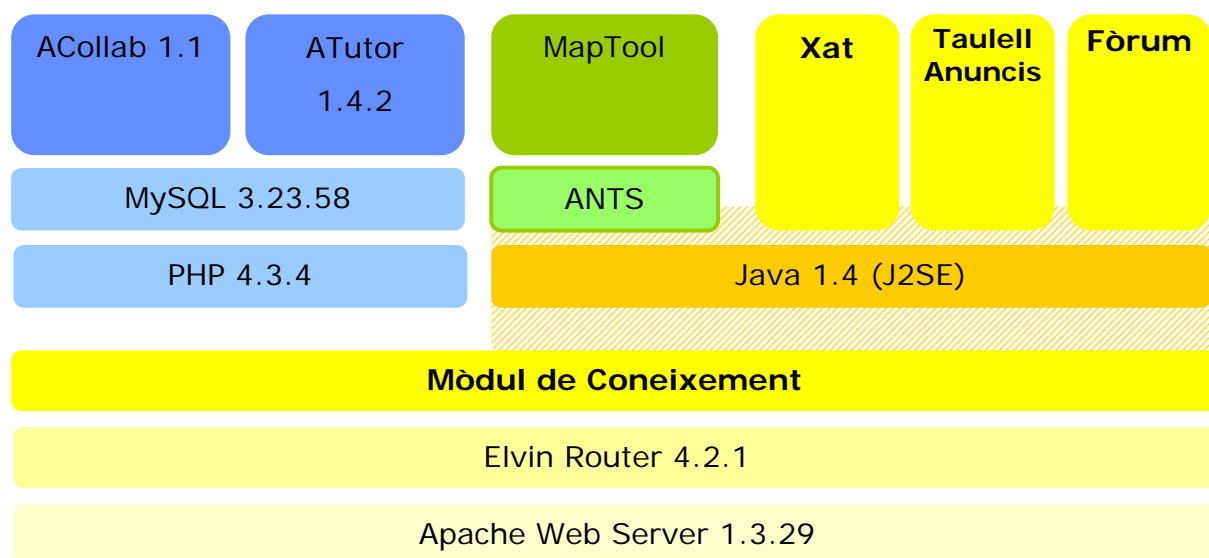 ACollab 1.1
ATutor
1.4.2
MapTool
Xat
Taulell
Anuncis
Fòrum
MySQL 3.23.58
ANTS
PHP 4.3.4
Java 1.4 (J2SE)
Mòdul de Coneixement
Elvin Router 4.2.1
Apache Web Server 1.3.29